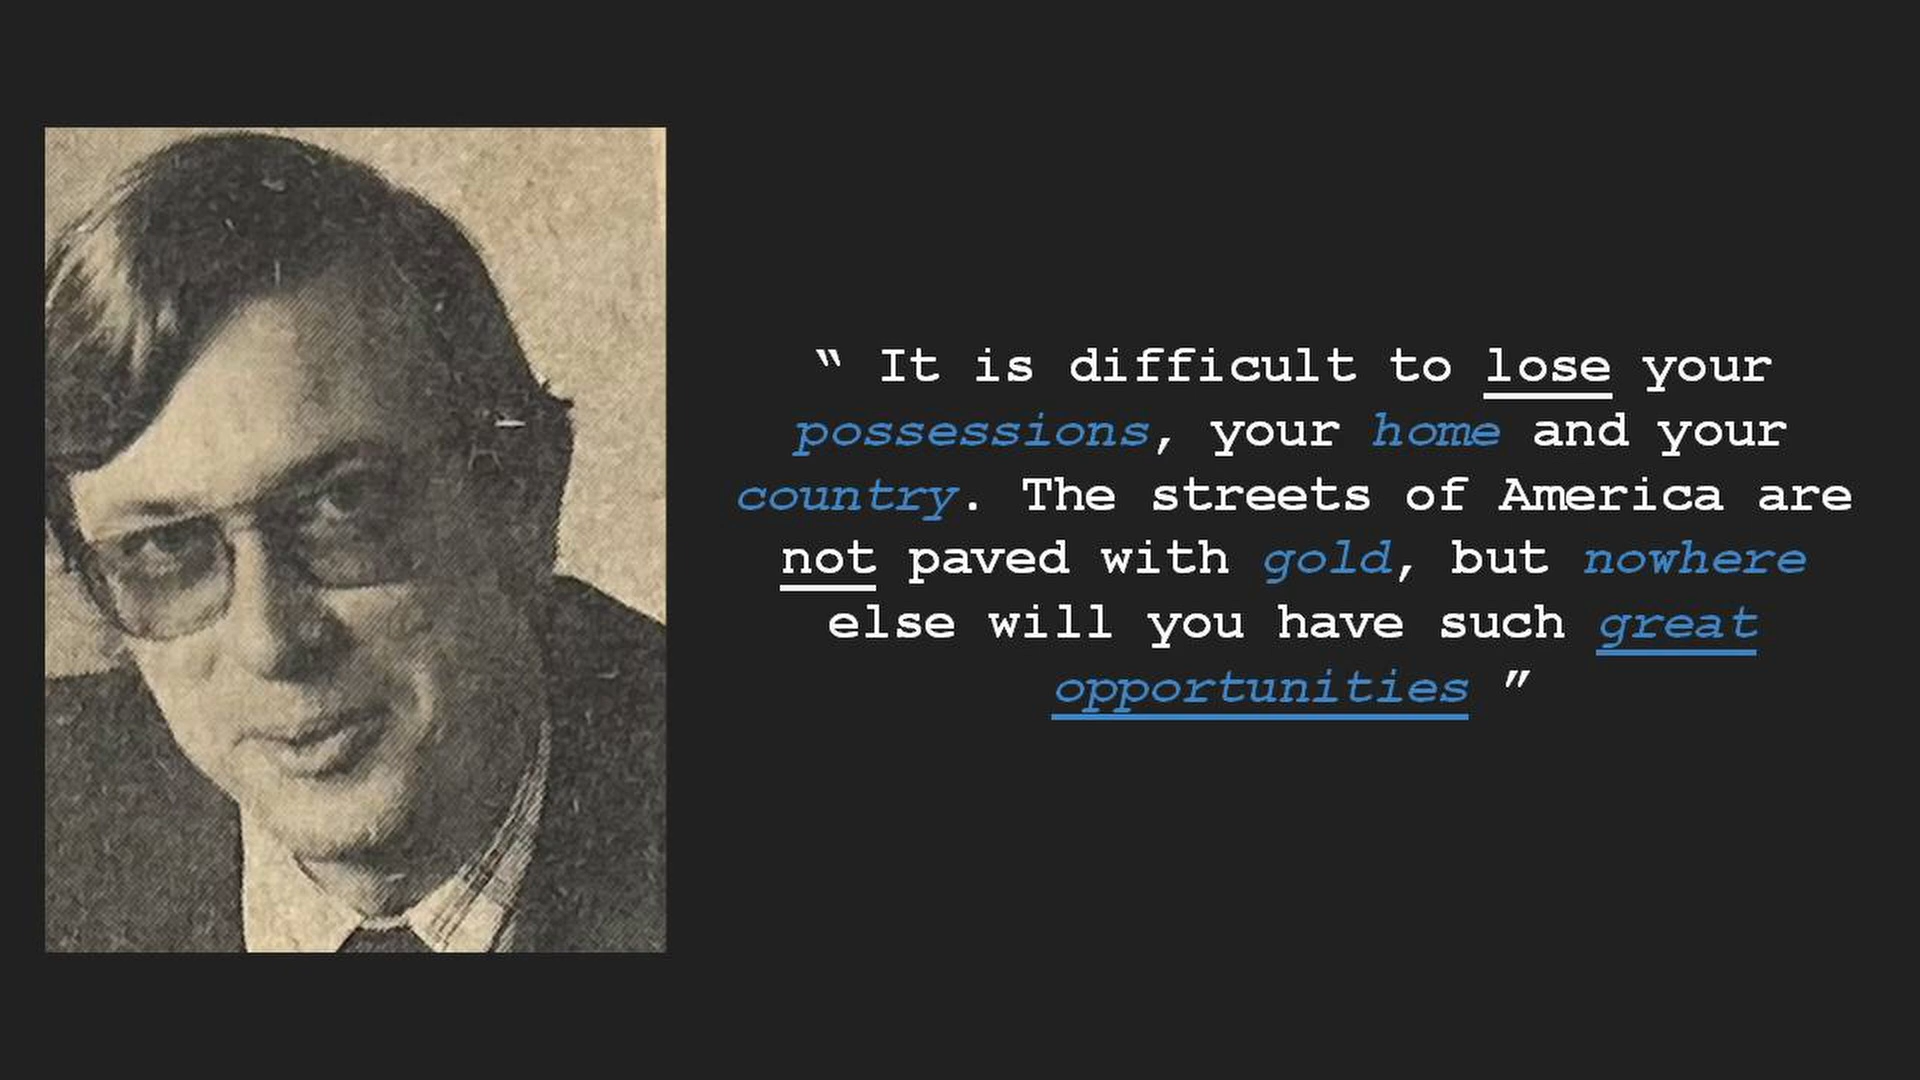 “ It is difficult to lose your
possessions, your home and your
country. The streets of America are
not paved with gold, but nowhere
else will you have such great
opportunities ”